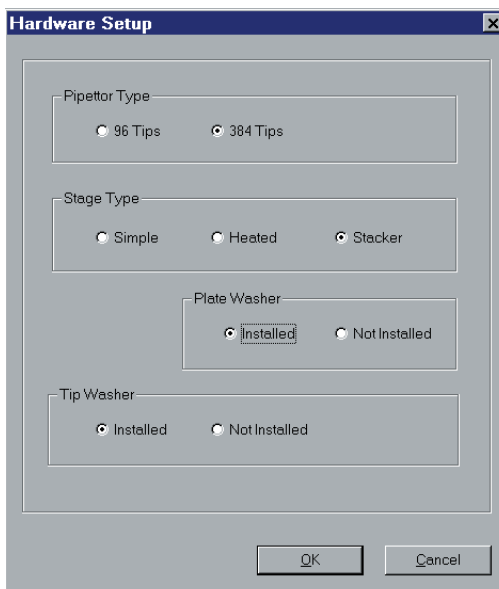 Hardware Setup
Pipettor Type
96 Tips 384 Tips
Stage Type
Simple Heated Stacker
Plate Washer
Installed Not Installed
Tip Washer
Installed Not Installed
OK Cancel